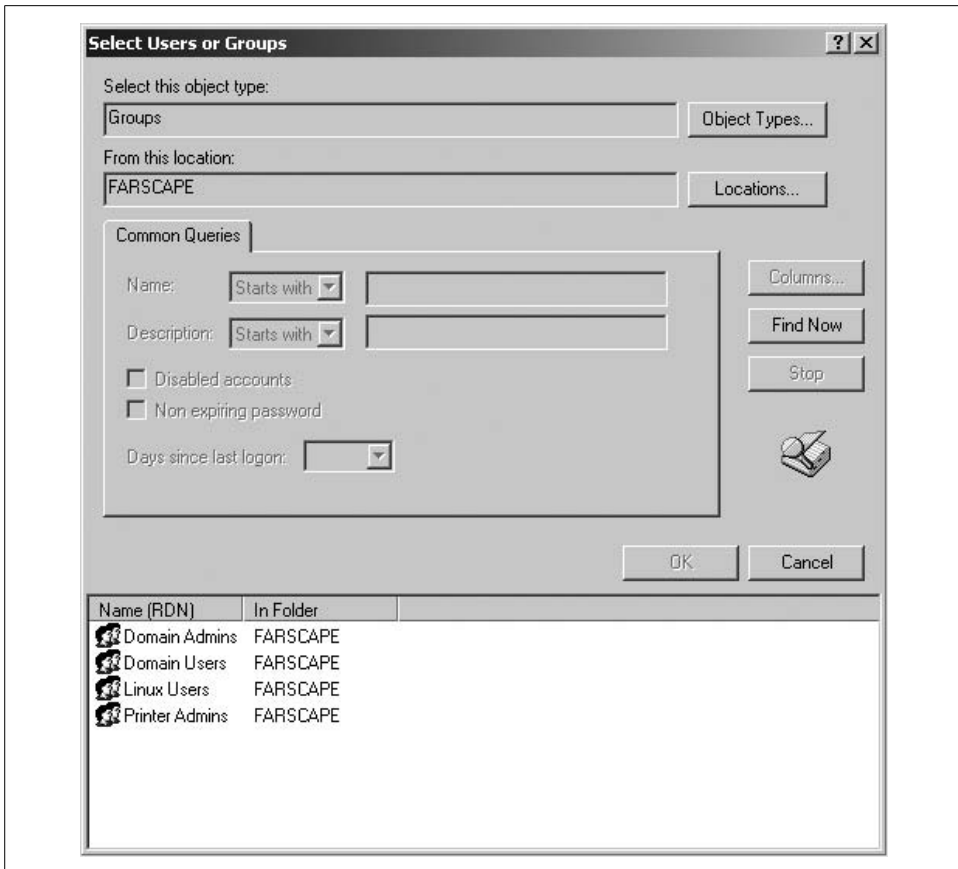 Select Users or Groups
Select this object type:
Groups
Object Types...
From this location:
FARSCAPE
Locations...
Common Queries
Name: Starts with
Columns...
Description: Starts with
Find Now
Disabled accounts
Stop
Non expiring password
Days since last logon:
OK Cancel
Name (RDN) In Folder
Domain Admins FARSCAPE
Domain Users FARSCAPE
Linux Users FARSCAPE
Printer Admins FARSCAPE